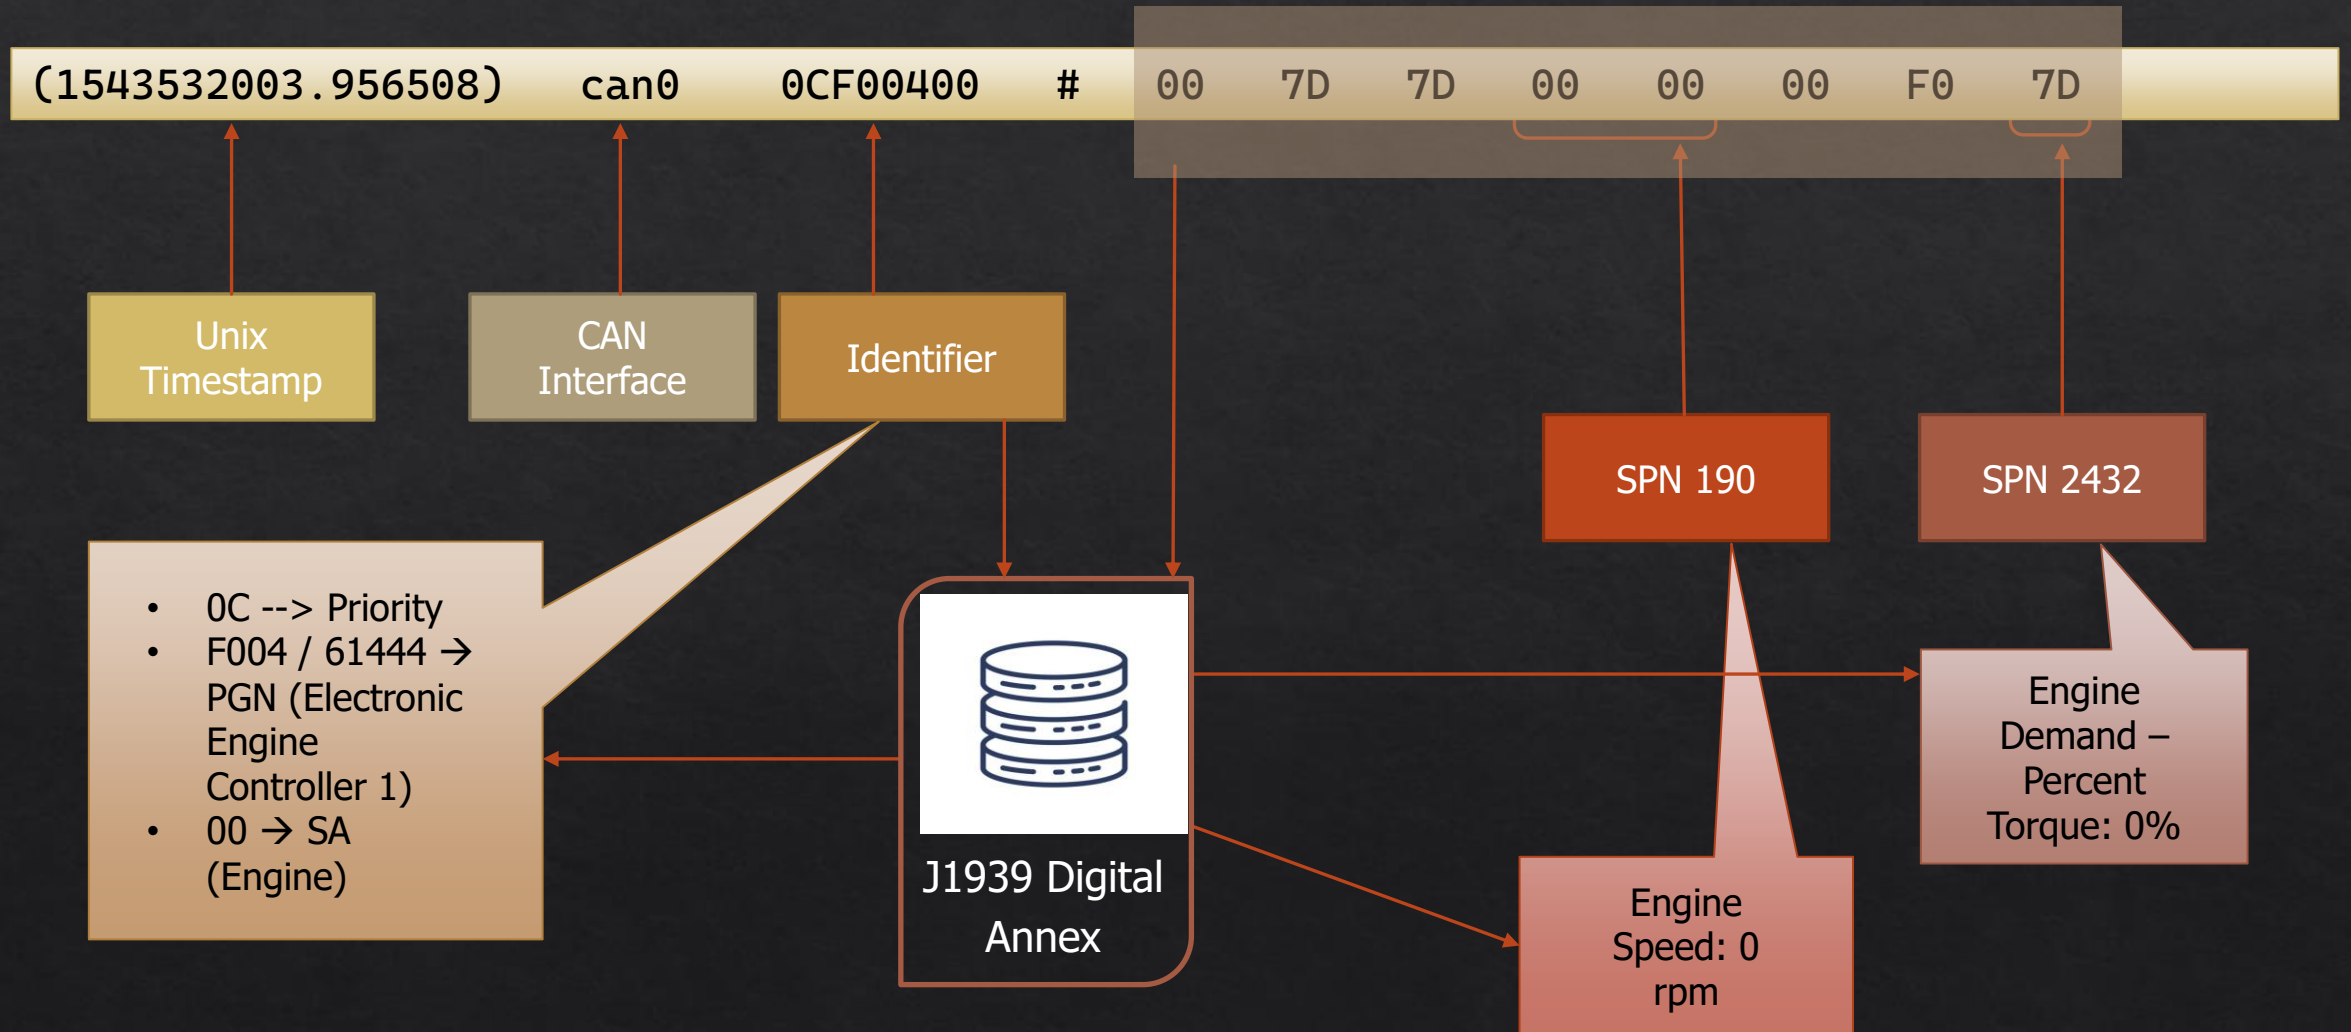 (1543532003.956508) can0 0CF00400 # 00 7D 7D 00 00 00 F0 7D
Unix
Timestamp
CAN
Interface
Identifier
SPN 190
SPN 2432
• 0C --> Priority
• F004 / 61444 →
PGN (Electronic
Engine
Controller 1)
• 00 → SA
(Engine)
J1939 Digital
Annex
Engine
Demand –
Percent
Torque: 0%
Engine
Speed: 0
rpm